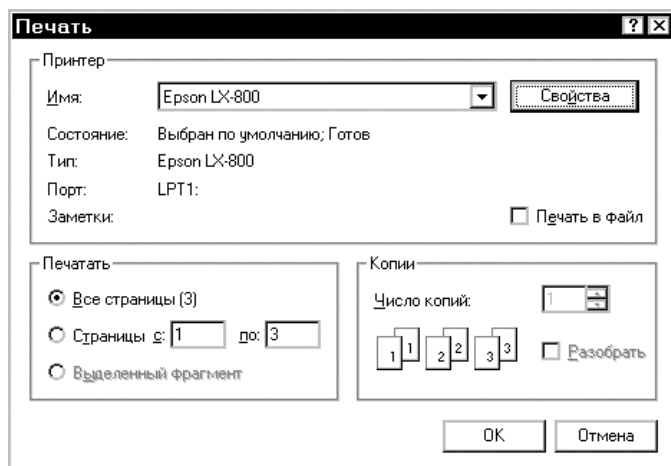 Печать
Принтер
Имя: Epson LX-800 Свойства
Состояние: Выбран по умолчанию; Готов
Тип: Epson LX-800
Порт: LPT1:
Заметки: Печать в файл
Печатать
Все страницы (3)
Страницы с: 1 по: 3
Выделенный фрагмент
Копии
Число копий: 1
1 1 2 2 3 3 Разобрать
OK Отмена